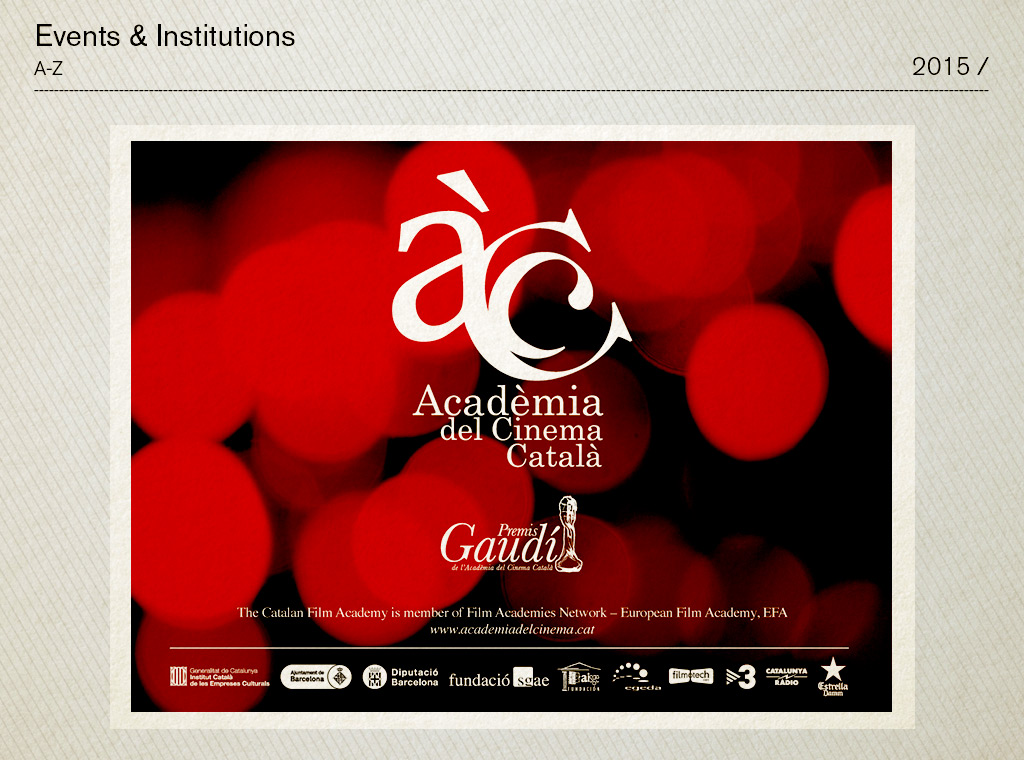 Events & Institutions
A-Z
2015 /
àc
Acadèmia
del Cinema
Català
Premis
Gaudí
de l'Acadèmia del Cinema Català
The Catalan Film Academy is member of Film Academies Network – European Film Academy, EFA
www.academiadelcinema.cat
Generalitat de Catalunya
Institut Català
de les Empreses Culturals
Ajuntament de
Barcelona
Diputació
Barcelona
fundació sgae
FUNDACIÓN
egeda
filmotech
3
CATALUNYA
RÀDIO
Estrella
Damm